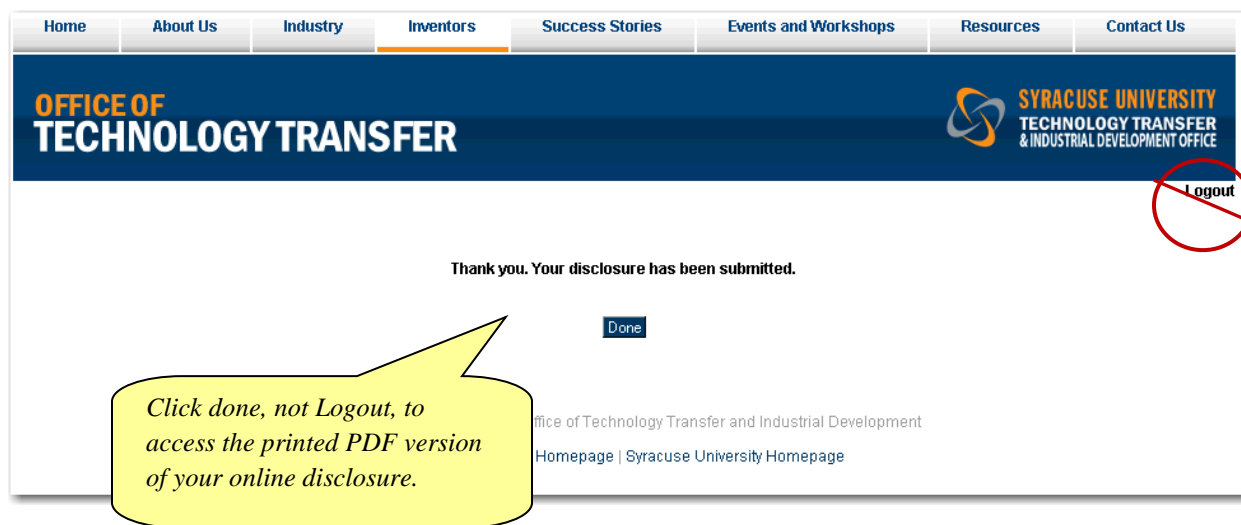 Home About Us Industry Inventors Success Stories Events and Workshops Resources Contact Us
OFFICE OF
TECHNOLOGY TRANSFER
SYRACUSE UNIVERSITY
TECHNOLOGY TRANSFER
& INDUSTRIAL DEVELOPMENT OFFICE
Logout
Thank you. Your disclosure has been submitted.
Done
Click done, not Logout, to
access the printed PDF version
of your online disclosure.
of Technology Transfer and Industrial Development
Homepage | Syracuse University Homepage